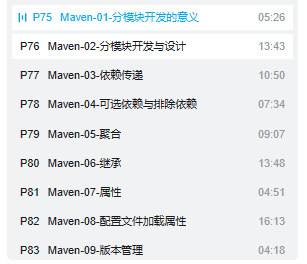 P75 Maven-01-分模块开发的意义 05:26
P76 Maven-02-分模块开发与设计 13:43
P77 Maven-03-依赖传递 10:50
P78 Maven-04-可选依赖与排除依赖 07:34
P79 Maven-05-聚合 09:07
P80 Maven-06-继承 13:48
P81 Maven-07-属性 04:51
P82 Maven-08-配置文件加载属性 16:13
P83 Maven-09-版本管理 04:18